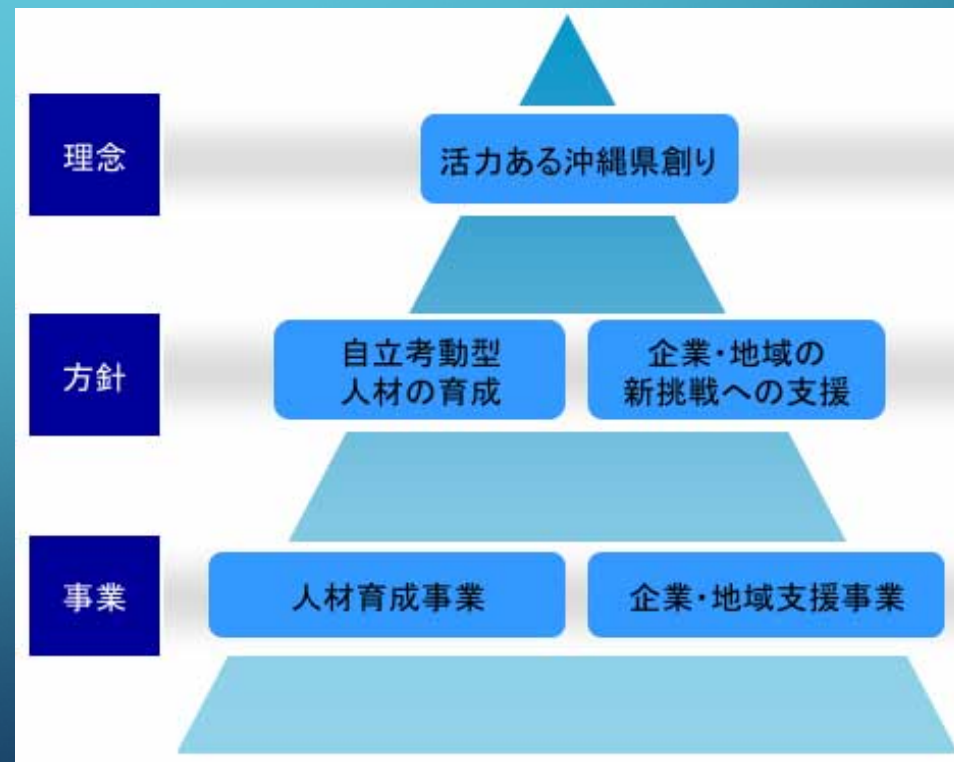 理念
活力ある沖縄県創り
方針
自立考動型
人材の育成
企業・地域の
新挑戦への支援
事業
人材育成事業
企業・地域支援事業